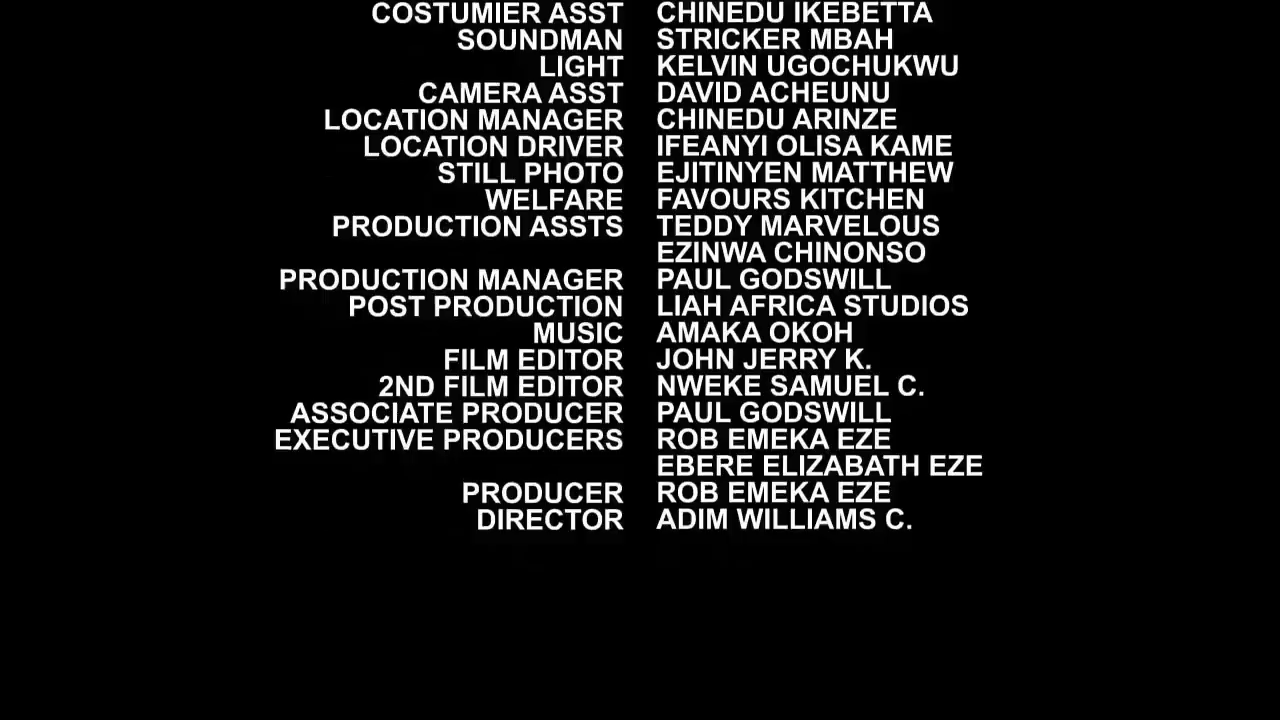 COSTUMIER ASST CHINEDU IKEBETTA
SOUNDMAN STRICKER MBAH
LIGHT KELVIN UGOCHUKWU
CAMERA ASST DAVID ACHEUNU
LOCATION MANAGER CHINEDU ARINZE
LOCATION DRIVER IFEANYI OLISA KAME
STILL PHOTO EJITINYEN MATTHEW
WELFARE FAVOURS KITCHEN
PRODUCTION ASSTS TEDDY MARVELOUS
EZINWA CHINONSO
PRODUCTION MANAGER PAUL GODSWILL
POST PRODUCTION LIAH AFRICA STUDIOS
MUSIC AMAKA OKOH
FILM EDITOR JOHN JERRY K.
2ND FILM EDITOR NWEKE SAMUEL C.
ASSOCIATE PRODUCER PAUL GODSWILL
EXECUTIVE PRODUCERS ROB EMEKA EZE
EBERE ELIZABATH EZE
PRODUCER ROB EMEKA EZE
DIRECTOR ADIM WILLIAMS C.